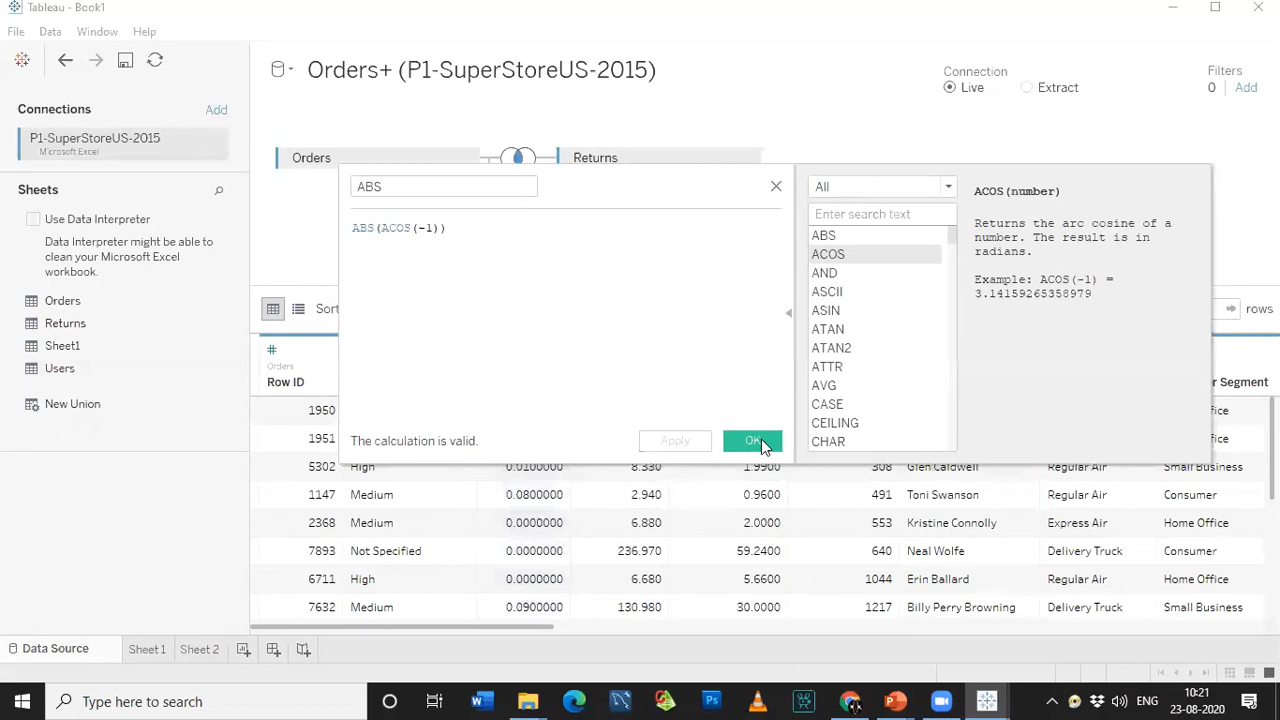 Tableau - Book1
File Data Window Help
Orders+ (P1-SuperStoreUS-2015)
Connection
Live Extract
Filters
0 Add
Connections Add
P1-SuperStoreUS-2015
Microsoft Excel
Sheets
Use Data Interpreter
Data Interpreter might be able to
clean your Microsoft Excel
workbook.
Orders
Returns
Sheet1
Users
New Union
Orders Returns
ABS
ABS(ACOS(-1))
The calculation is valid.
Apply OK
All
Enter search text
ABS
ACOS
AND
ASCII
ASIN
ATAN
ATAN2
ATTR
AVG
CASE
CEILING
CHAR
ACOS(number)
Returns the arc cosine of a
number. The result is in
radians.
Example: ACOS(-1) =
3.14159265358979
Sort
rows
#
Orders
Row ID
r Segment
1950 ffice
1951 ffice
5302 High 0.0100000 8.330 1.9900 308 Glen Caldwell Regular Air Small Business
1147 Medium 0.0800000 2.940 0.9600 491 Toni Swanson Regular Air Consumer
2368 Medium 0.0000000 6.880 2.0000 553 Kristine Connolly Express Air Home Office
7893 Not Specified 0.0000000 236.970 59.2400 640 Neal Wolfe Delivery Truck Consumer
6711 High 0.0000000 6.680 5.6600 1044 Erin Ballard Regular Air Home Office
7632 Medium 0.0900000 130.980 30.0000 1217 Billy Perry Browning Delivery Truck Small Business
Data Source Sheet 1 Sheet 2
Type here to search
ENG
10:21
23-08-2020